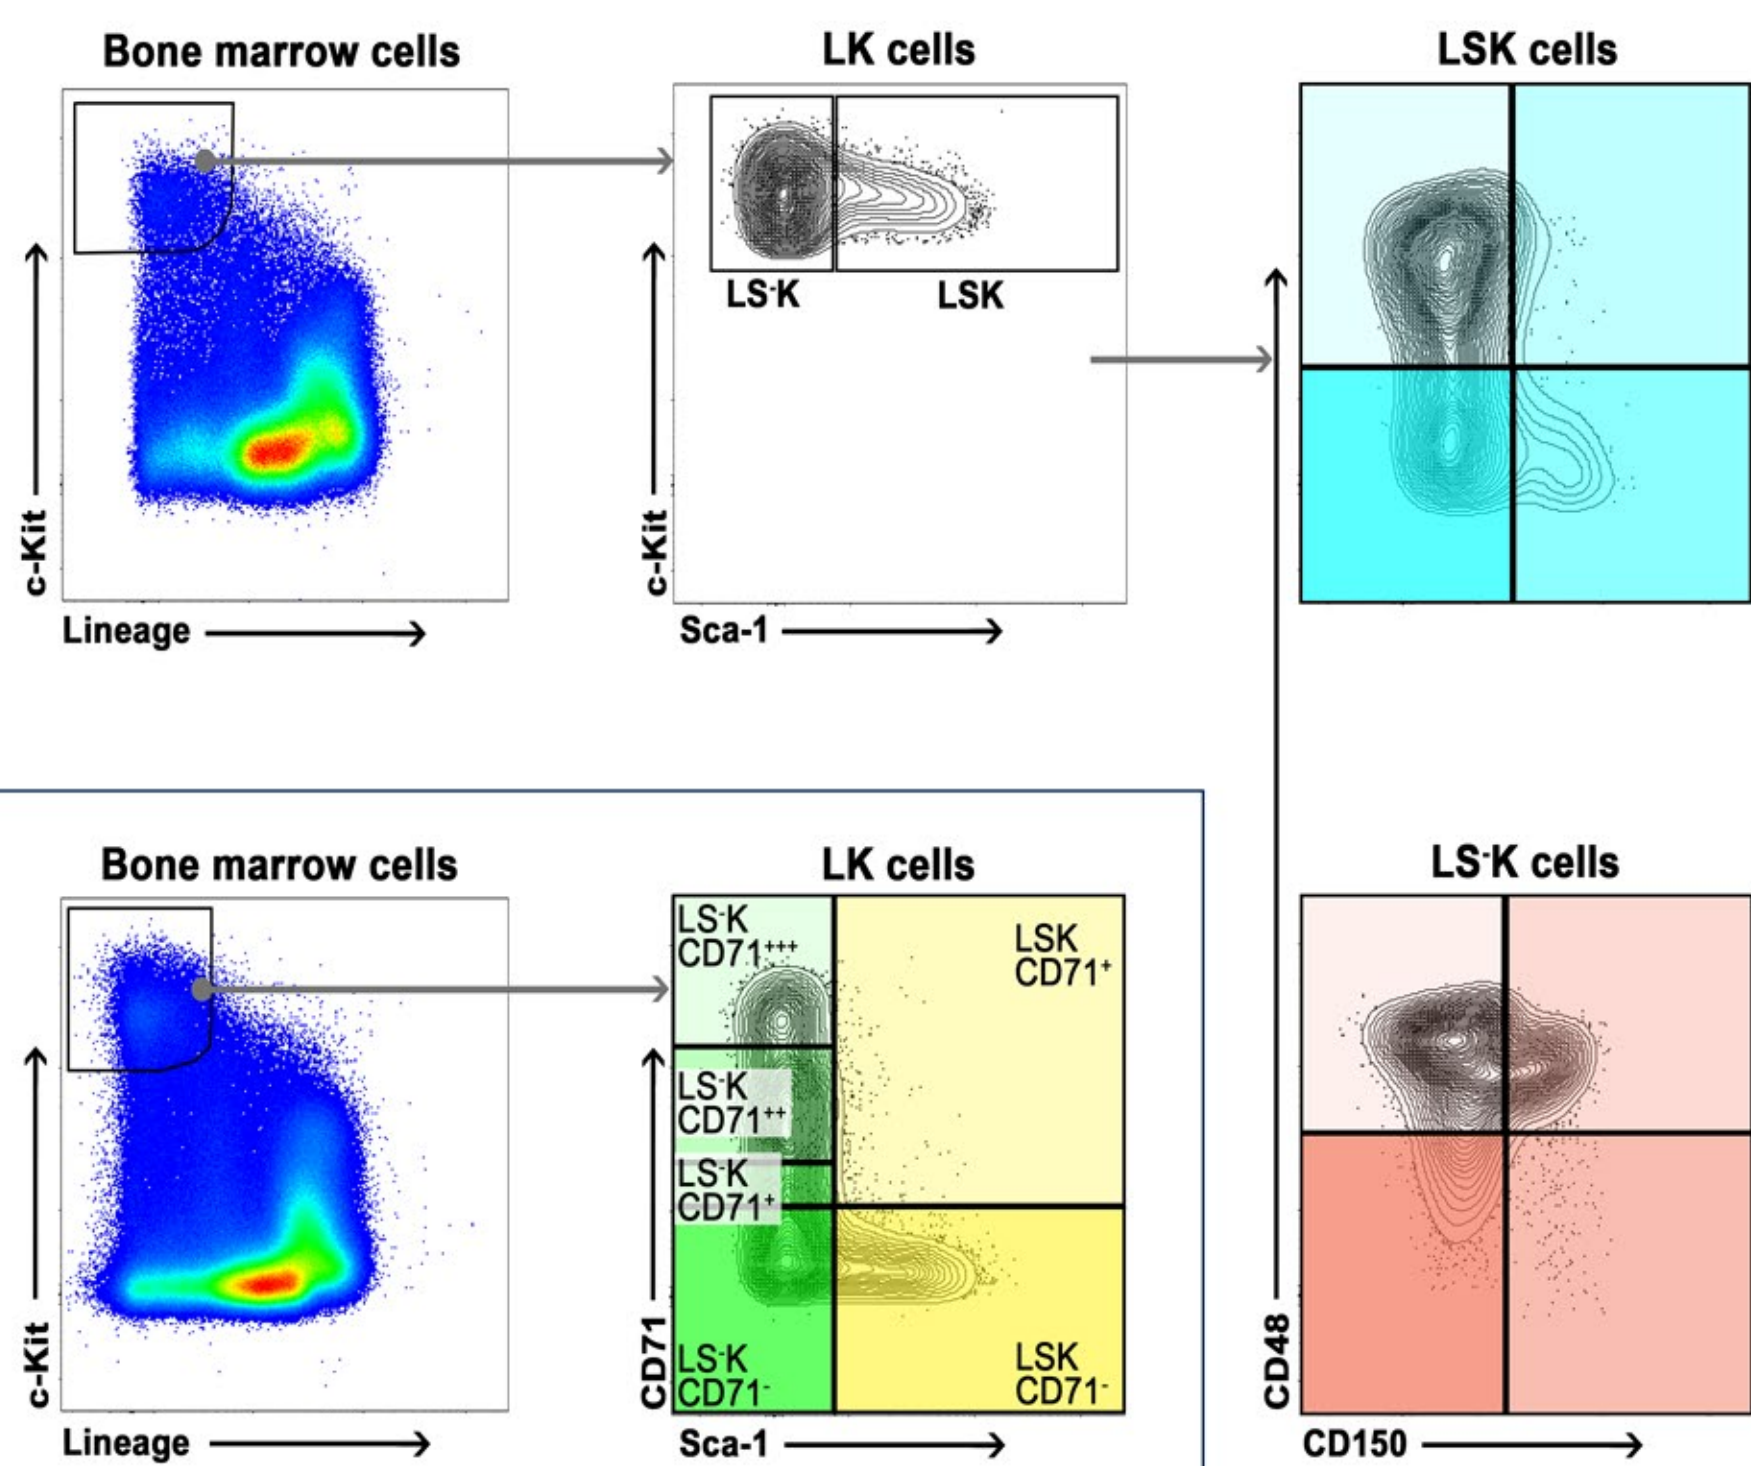 Bone marrow cells
LK cells
LSK cells
c-Kit
Lineage
c-Kit
LS⁻K
LSK
Sca-1
Bone marrow cells
LK cells
LS⁻K cells
c-Kit
Lineage
CD71
LS⁻K
CD71⁺⁺⁺
LSK
CD71⁺
LS⁻K
CD71⁺⁺
LS⁻K
CD71⁺
LS⁻K
CD71⁻
LSK
CD71⁻
Sca-1
CD48
CD150